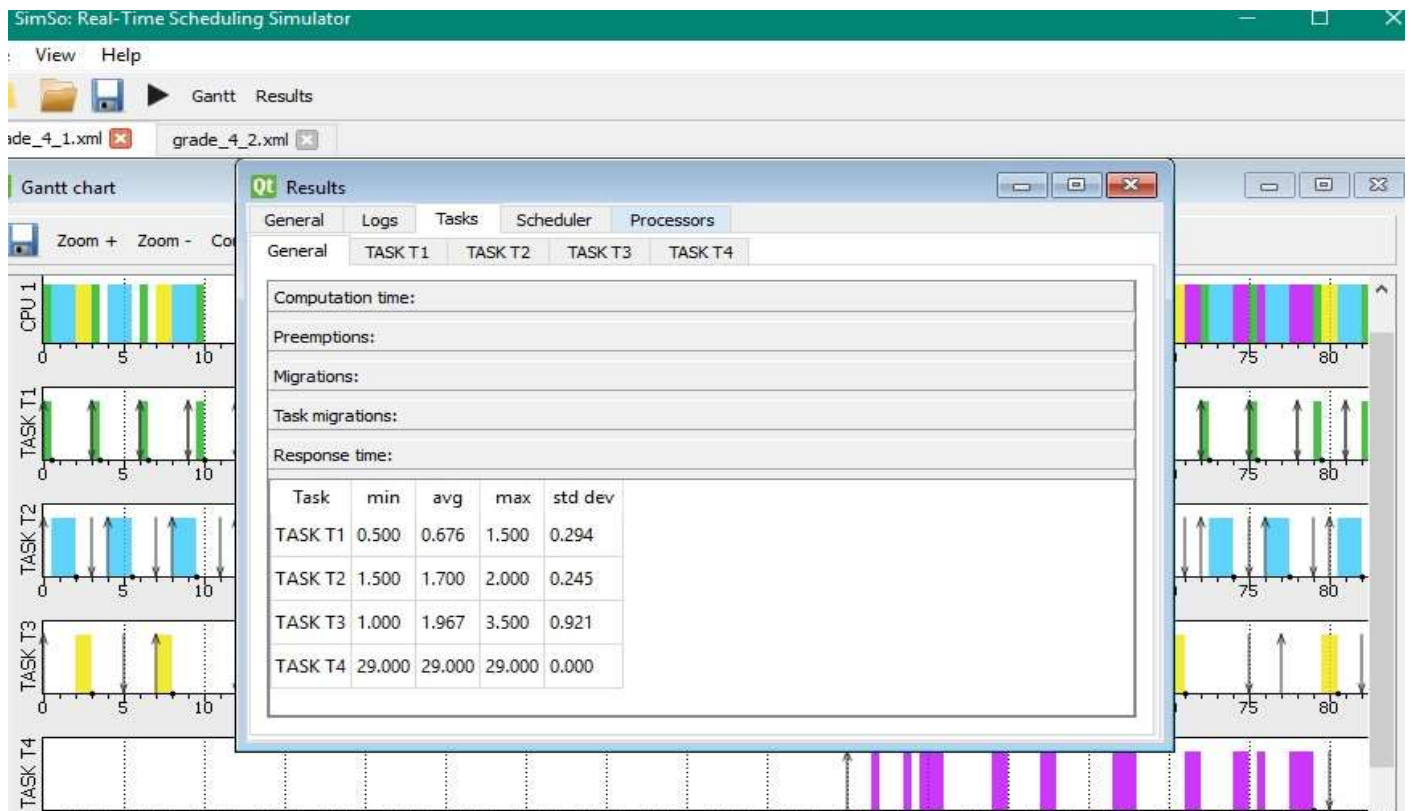 SimSo: Real-Time Scheduling Simulator
View Help
Gantt Results
ade_4_1.xml grade_4_2.xml
Gantt chart
Qt Results
General Logs Tasks Scheduler Processors
Zoom + Zoom -
General TASK T1 TASK T2 TASK T3 TASK T4
Computation time:
Preemptions:
Migrations:
Task migrations:
Response time:
Task min avg max std dev
TASK T1 0.500 0.676 1.500 0.294
TASK T2 1.500 1.700 2.000 0.245
TASK T3 1.000 1.967 3.500 0.921
TASK T4 29.000 29.000 29.000 0.000
CPU 1
0 5 10 75 80
TASK T1
0 5 10 75 80
TASK T2
0 5 10 75 80
TASK T3
0 5 10 75 80
TASK T4